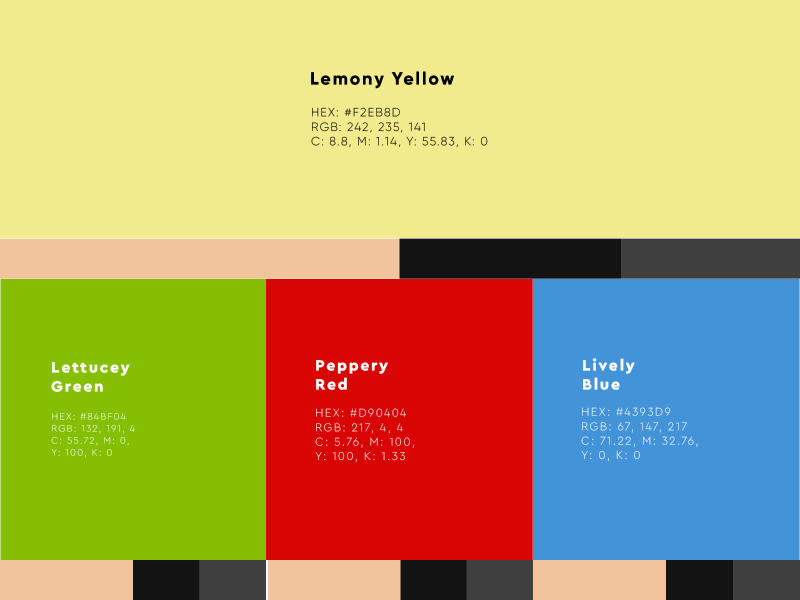 Lemony Yellow
HEX: #F2EB8D
RGB: 242, 235, 141
C: 8.8, M: 1.14, Y: 55.83, K: 0
Lettucey
Green
HEX: #84BF04
RGB: 132, 191, 4
C: 55.72, M: 0,
Y: 100, K: 0
Peppery
Red
HEX: #D90404
RGB: 217, 4, 4
C: 5.76, M: 100,
Y: 100, K: 1.33
Lively
Blue
HEX: #4393D9
RGB: 67, 147, 217
C: 71.22, M: 32.76,
Y: 0, K: 0